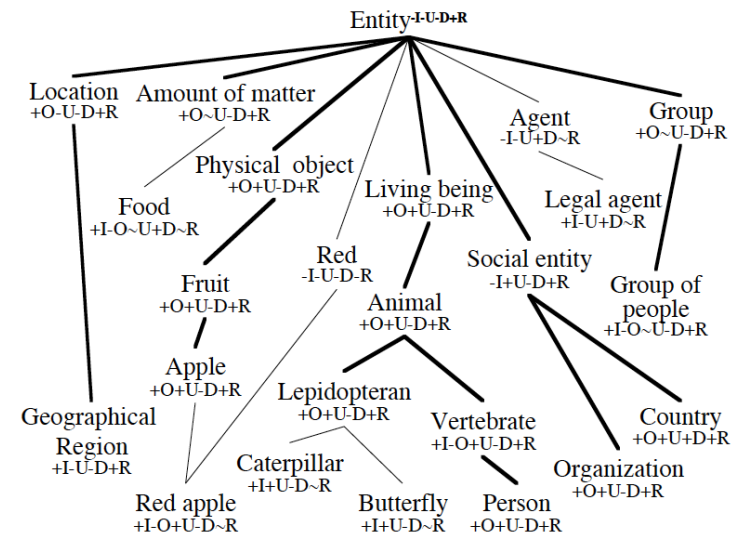 Entity-I-U-D+R
Location
+O-U-D+R
Amount of matter
+O~U-D+R
Agent
-I-U+D~R
Group
+O~U-D+R
Physical object
+O+U-D+R
Living being
+O+U-D+R
Legal agent
+I-U+D~R
Food
+I-O~U+D~R
Red
-I-U-D-R
Social entity
-I+U-D+R
Fruit
+O+U-D+R
Animal
+O+U-D+R
Group of
people
+I-O~U-D+R
Apple
+O+U-D+R
Lepidopteran
+O+U-D+R
Geographical
Region
+I-U-D+R
Vertebrate
+I-O+U-D+R
Country
+O+U+D+R
Caterpillar
+I+U-D~R
Organization
+O+U-D+R
Red apple
+I-O+U-D~R
Butterfly
+I+U-D~R
Person
+O+U-D+R